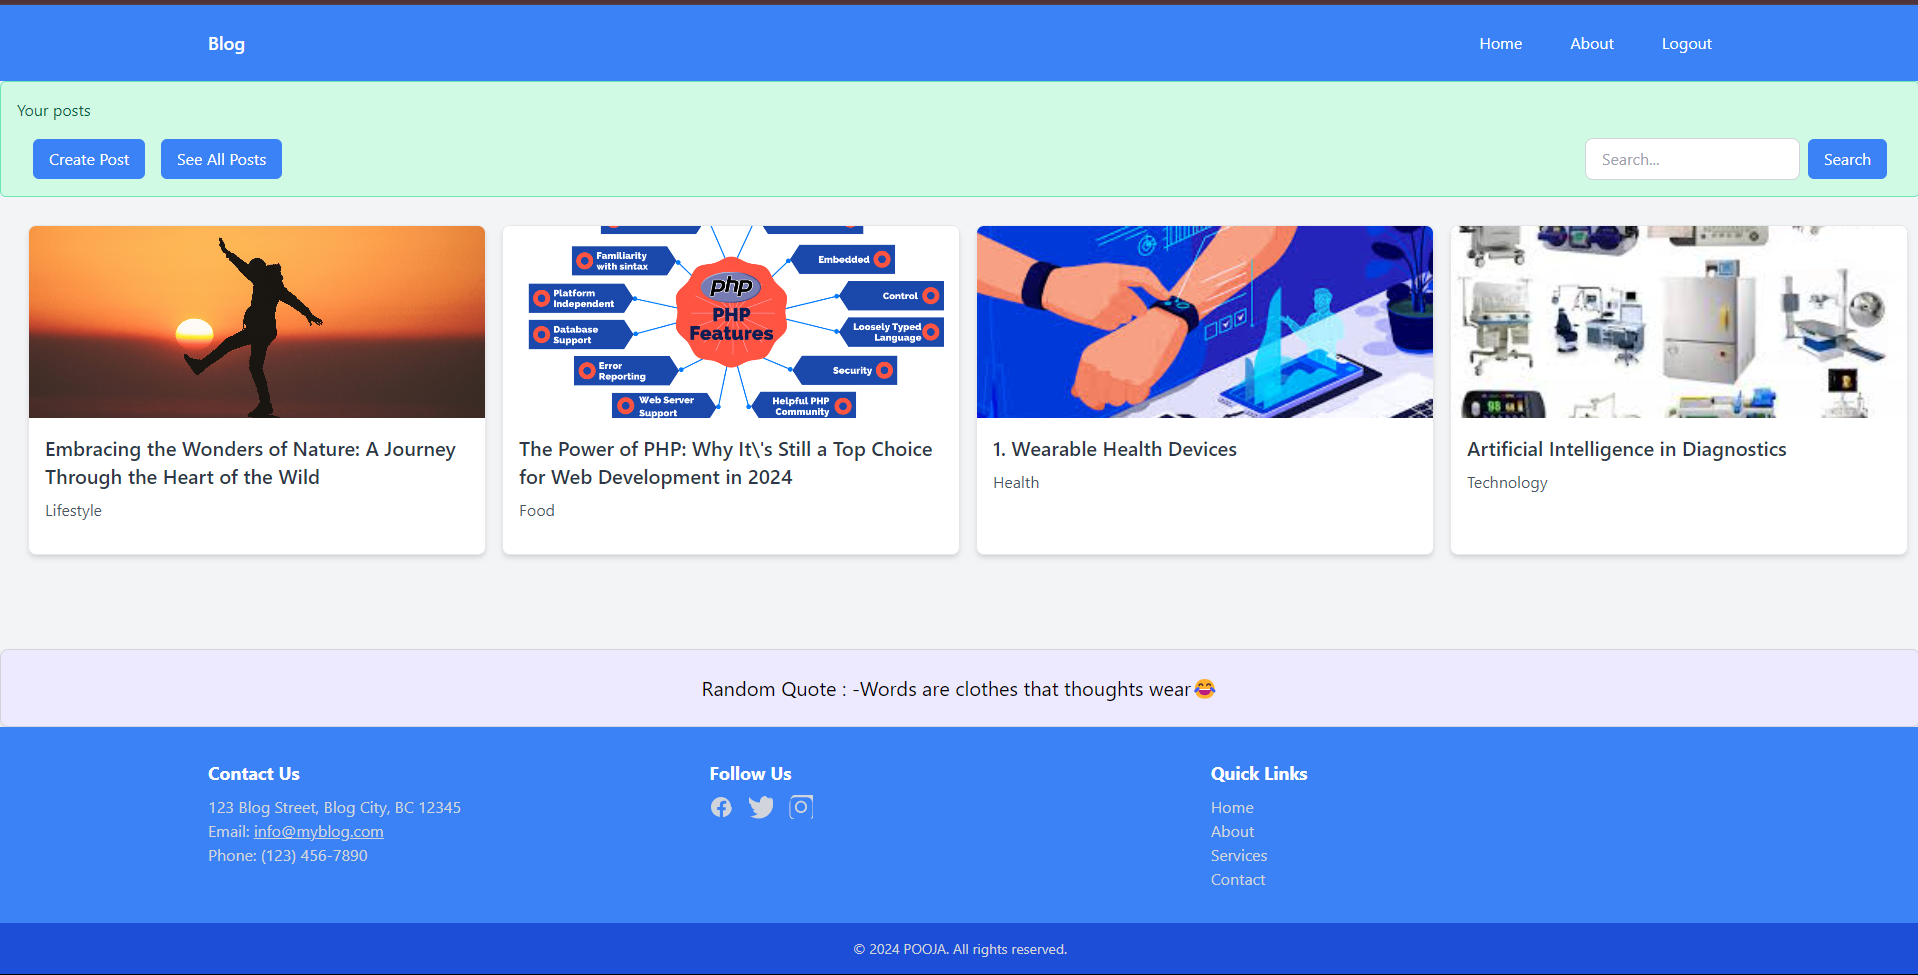 Blog
Home About Logout
Your posts
Create Post See All Posts Search... Search
Familiarity
with sintax
Platform
Independent
Database
Support
Error
Reporting
Web Server
Support
php
PHP
Features
Embedded
Control
Loosely Typed
Language
Security
Helpful PHP
Community
98
Embracing the Wonders of Nature: A Journey
Through the Heart of the Wild
Lifestyle
The Power of PHP: Why It\'s Still a Top Choice
for Web Development in 2024
Food
1. Wearable Health Devices
Health
Artificial Intelligence in Diagnostics
Technology
Random Quote : -Words are clothes that thoughts wear😂
Contact Us
123 Blog Street, Blog City, BC 12345
Email: info@myblog.com
Phone: (123) 456-7890
Follow Us
Quick Links
Home
About
Services
Contact
© 2024 POOJA. All rights reserved.